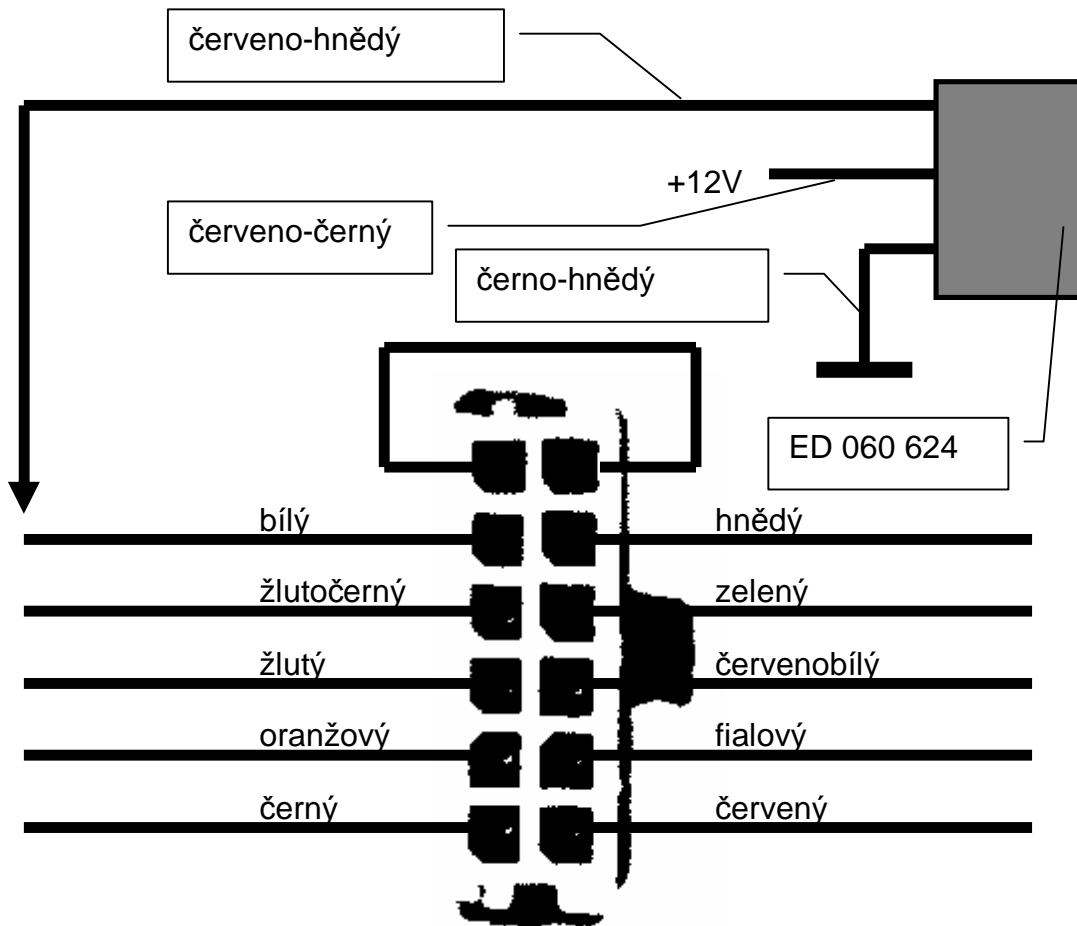 červeno-hnědý
+12V
červeno-černý
černo-hnědý
ED 060 624
bílý
hnědý
žlutočerný
zelený
žlutý
červenobílý
oranžový
fialový
černý
červený